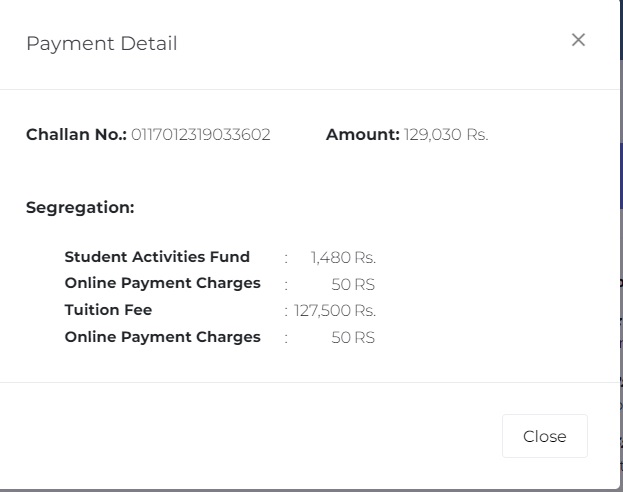 Payment Detail ×
Challan No.: 0117012319033602 Amount: 129,030 Rs.
Segregation:
Student Activities Fund : 1,480 Rs.
Online Payment Charges : 50 RS
Tuition Fee : 127,500 Rs.
Online Payment Charges : 50 RS
Close